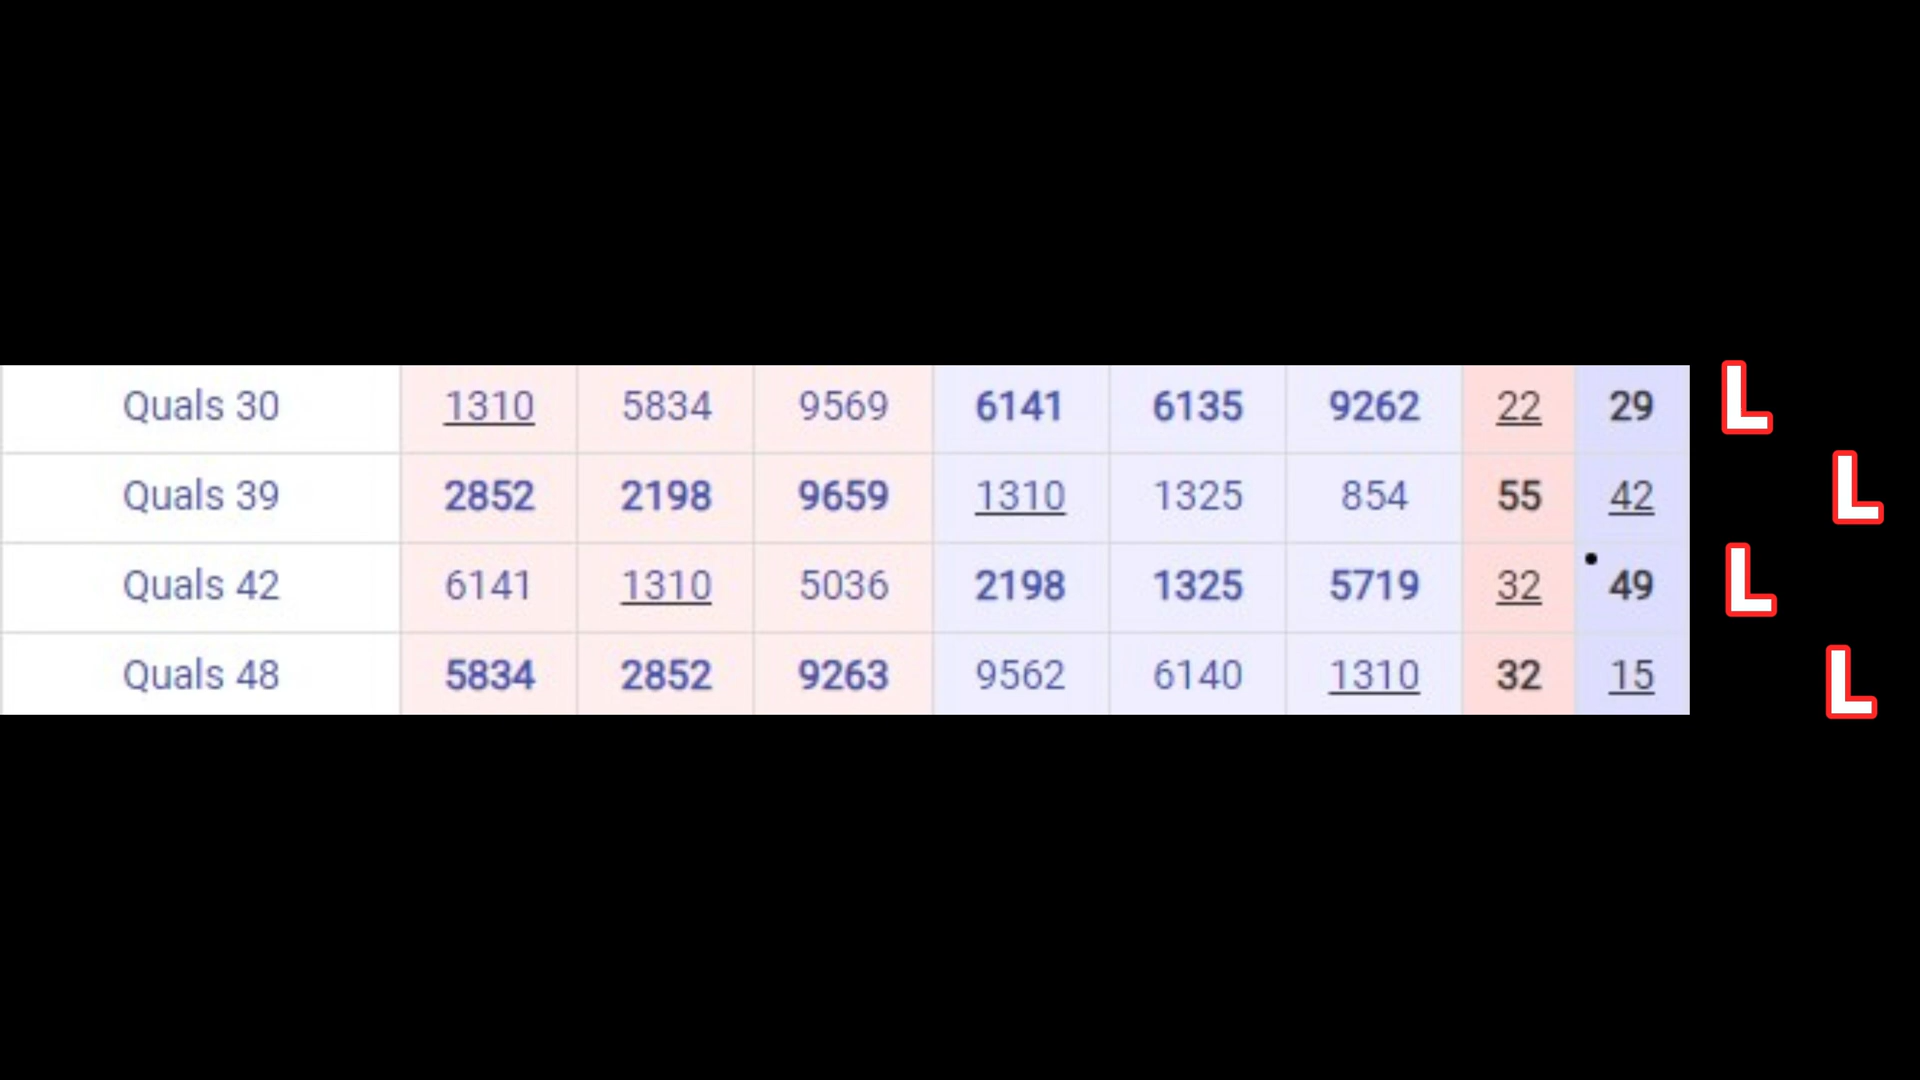 Quals 30 1310 5834 9569 6141 6135 9262 22 29 L
Quals 39 2852 2198 9659 1310 1325 854 55 42 L
Quals 42 6141 1310 5036 2198 1325 5719 32 49 L
Quals 48 5834 2852 9263 9562 6140 1310 32 15 L